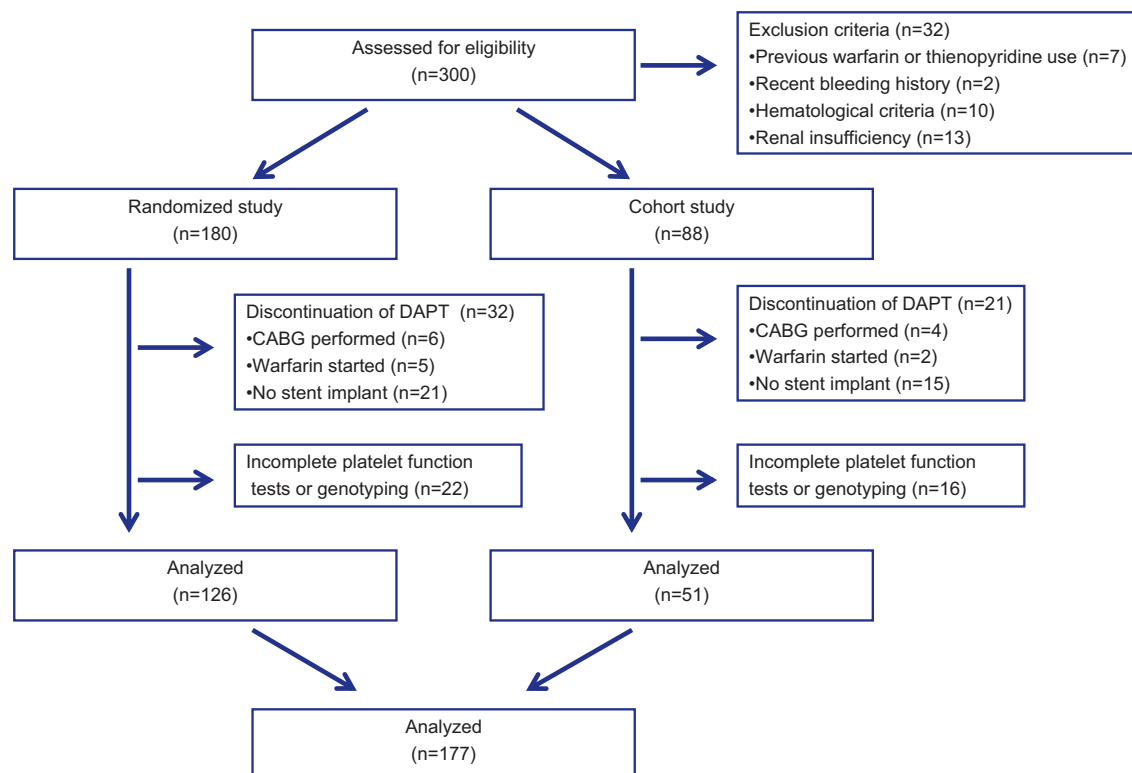 Assessed for eligibility
(n=300)
Exclusion criteria (n=32)
•Previous warfarin or thienopyridine use (n=7)
•Recent bleeding history (n=2)
•Hematological criteria (n=10)
•Renal insufficiency (n=13)
Randomized study
(n=180)
Cohort study
(n=88)
Discontinuation of DAPT (n=32)
•CABG performed (n=6)
•Warfarin started (n=5)
•No stent implant (n=21)
Discontinuation of DAPT (n=21)
•CABG performed (n=4)
•Warfarin started (n=2)
•No stent implant (n=15)
Incomplete platelet function
tests or genotyping (n=22)
Incomplete platelet function
tests or genotyping (n=16)
Analyzed
(n=126)
Analyzed
(n=51)
Analyzed
(n=177)